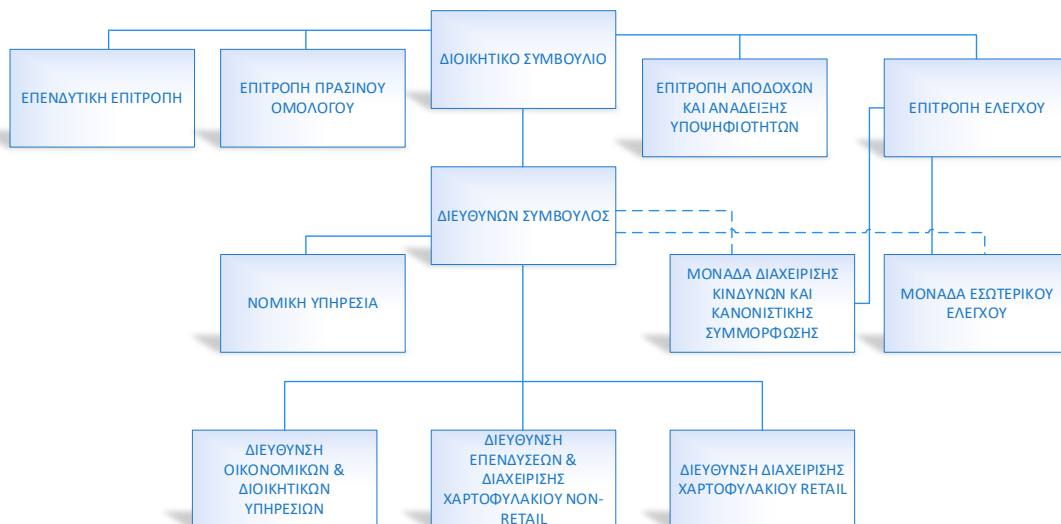 ΔΙΟΙΚΗΤΙΚΟ ΣΥΜΒΟΥΛΙΟ
ΕΠΕΝΔΥΤΙΚΗ ΕΠΙΤΡΟΠΗ
ΕΠΙΤΡΟΠΗ ΠΡΑΣΙΝΟΥ
ΟΜΟΛΟΓΟΥ
ΕΠΙΤΡΟΠΗ ΑΠΟΔΟΧΩΝ
ΚΑΙ ΑΝΑΔΕΙΞΗΣ
ΥΠΟΨΗΦΙΟΤΗΤΩΝ
ΕΠΙΤΡΟΠΗ ΕΛΕΓΧΟΥ
ΔΙΕΥΘΥΝΩΝ ΣΥΜΒΟΥΛΟΣ
ΝΟΜΙΚΗ ΥΠΗΡΕΣΙΑ
ΜΟΝΑΔΑ ΔΙΑΧΕΙΡΙΣΗΣ
ΚΙΝΔΥΝΩΝ ΚΑΙ
ΚΑΝΟΝΙΣΤΙΚΗΣ
ΣΥΜΜΟΡΦΩΣΗΣ
ΜΟΝΑΔΑ ΕΣΩΤΕΡΙΚΟΥ
ΕΛΕΓΧΟΥ
ΔΙΕΥΘΥΝΣΗ
ΟΙΚΟΝΟΜΙΚΩΝ &
ΔΙΟΙΚΗΤΙΚΩΝ
ΥΠΗΡΕΣΙΩΝ
ΔΙΕΥΘΥΝΣΗ
ΕΠΕΝΔΥΣΕΩΝ &
ΔΙΑΧΕΙΡΙΣΗΣ
ΧΑΡΤΟΦΥΛΑΚΙΟΥ NON-
RETAIL
ΔΙΕΥΘΥΝΣΗ ΔΙΑΧΕΙΡΙΣΗΣ
ΧΑΡΤΟΦΥΛΑΚΙΟΥ RETAIL